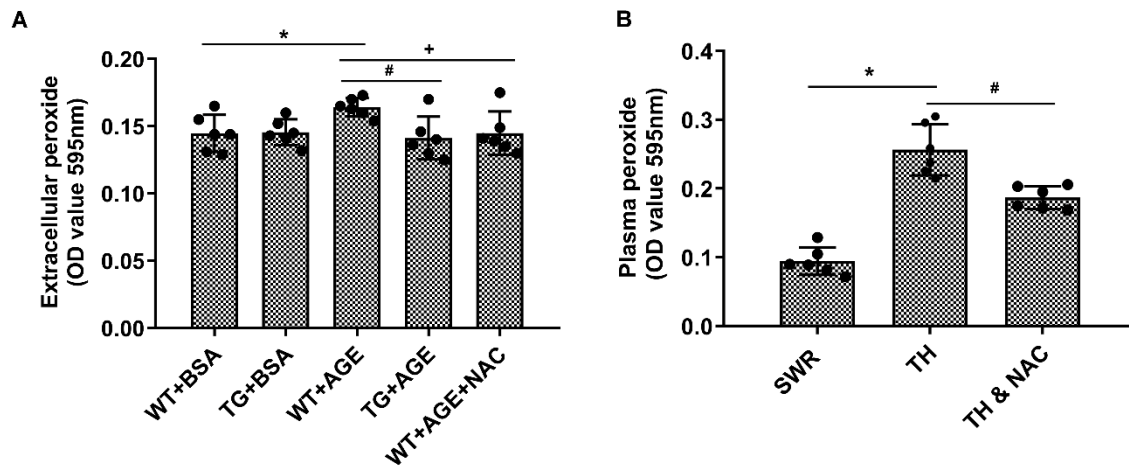 A
Extracellular peroxide
(OD value 595nm)
0.20
0.15
0.10
0.05
0.00
*
+
#
WT+BSA
TG+BSA
WT+AGE
TG+AGE
WT+AGE+NAC
B
Plasma peroxide
(OD value 595nm)
0.4
0.3
0.2
0.1
0.0
*
#
SWR
TH
TH & NAC